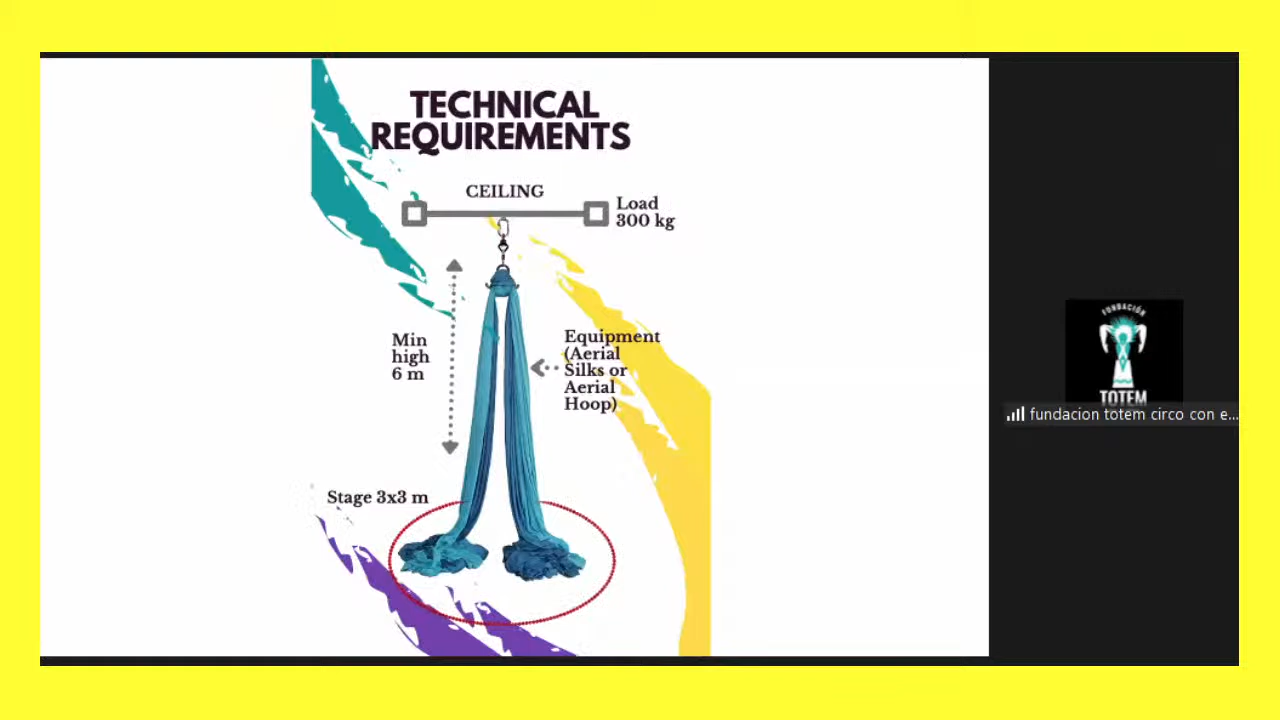 TECHNICAL
REQUIREMENTS
CEILING
Load
300 kg
Min
high
6 m
Equipment
(Aerial
Silks or
Aerial
Hoop)
Stage 3x3 m
FUNDACIÓN
TOTEM
fundacion totem circo con e...